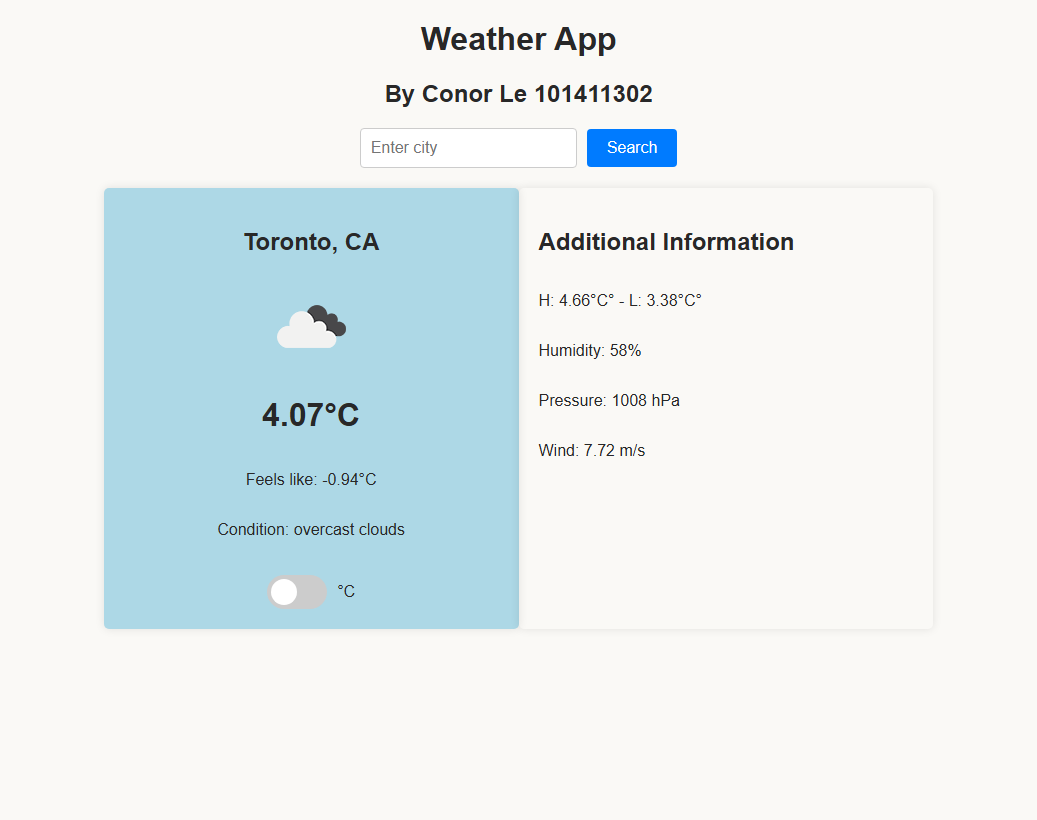 Weather App
By Conor Le 101411302
Enter city
Search
Toronto, CA
4.07°C
Feels like: -0.94°C
Condition: overcast clouds
°C
Additional Information
H: 4.66°C° - L: 3.38°C°
Humidity: 58%
Pressure: 1008 hPa
Wind: 7.72 m/s